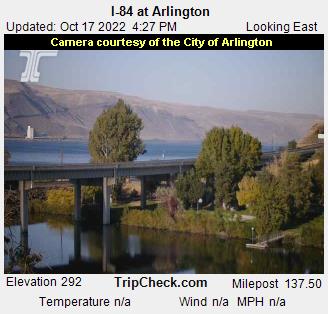 I-84 at Arlington
Updated: Oct 17 2022 4:27 PM Looking East
Camera courtesy of the City of Arlington
Elevation 292 TripCheck.com Milepost 137.50
Temperature n/a Wind n/a MPH n/a